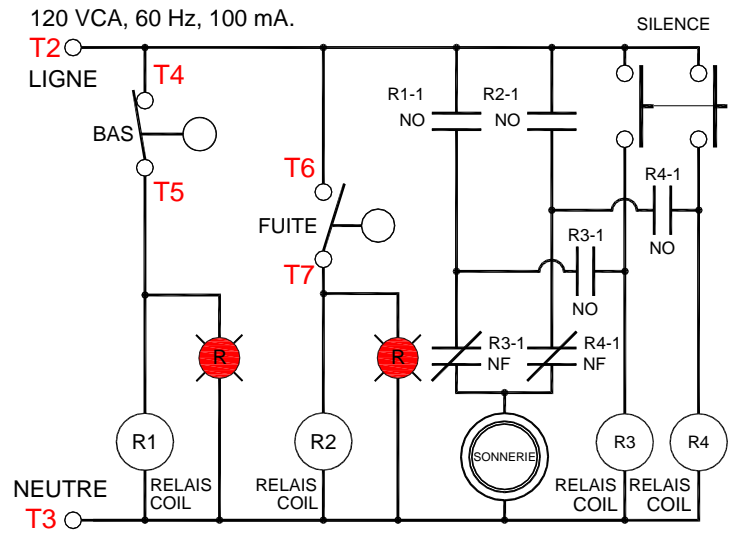 120 VCA, 60 Hz, 100 mA.
SILENCE
T2
LIGNE
T4
R1-1
NO
R2-1
NO
BAS
T5
T6
R4-1
NO
FUITE
R3-1
NO
T7
R
R
R3-1
NF
R4-1
NF
R1
R2
SONNERIE
R3
R4
RELAIS
COIL
RELAIS
COIL
RELAIS
COIL
RELAIS
COIL
NEUTRE
T3